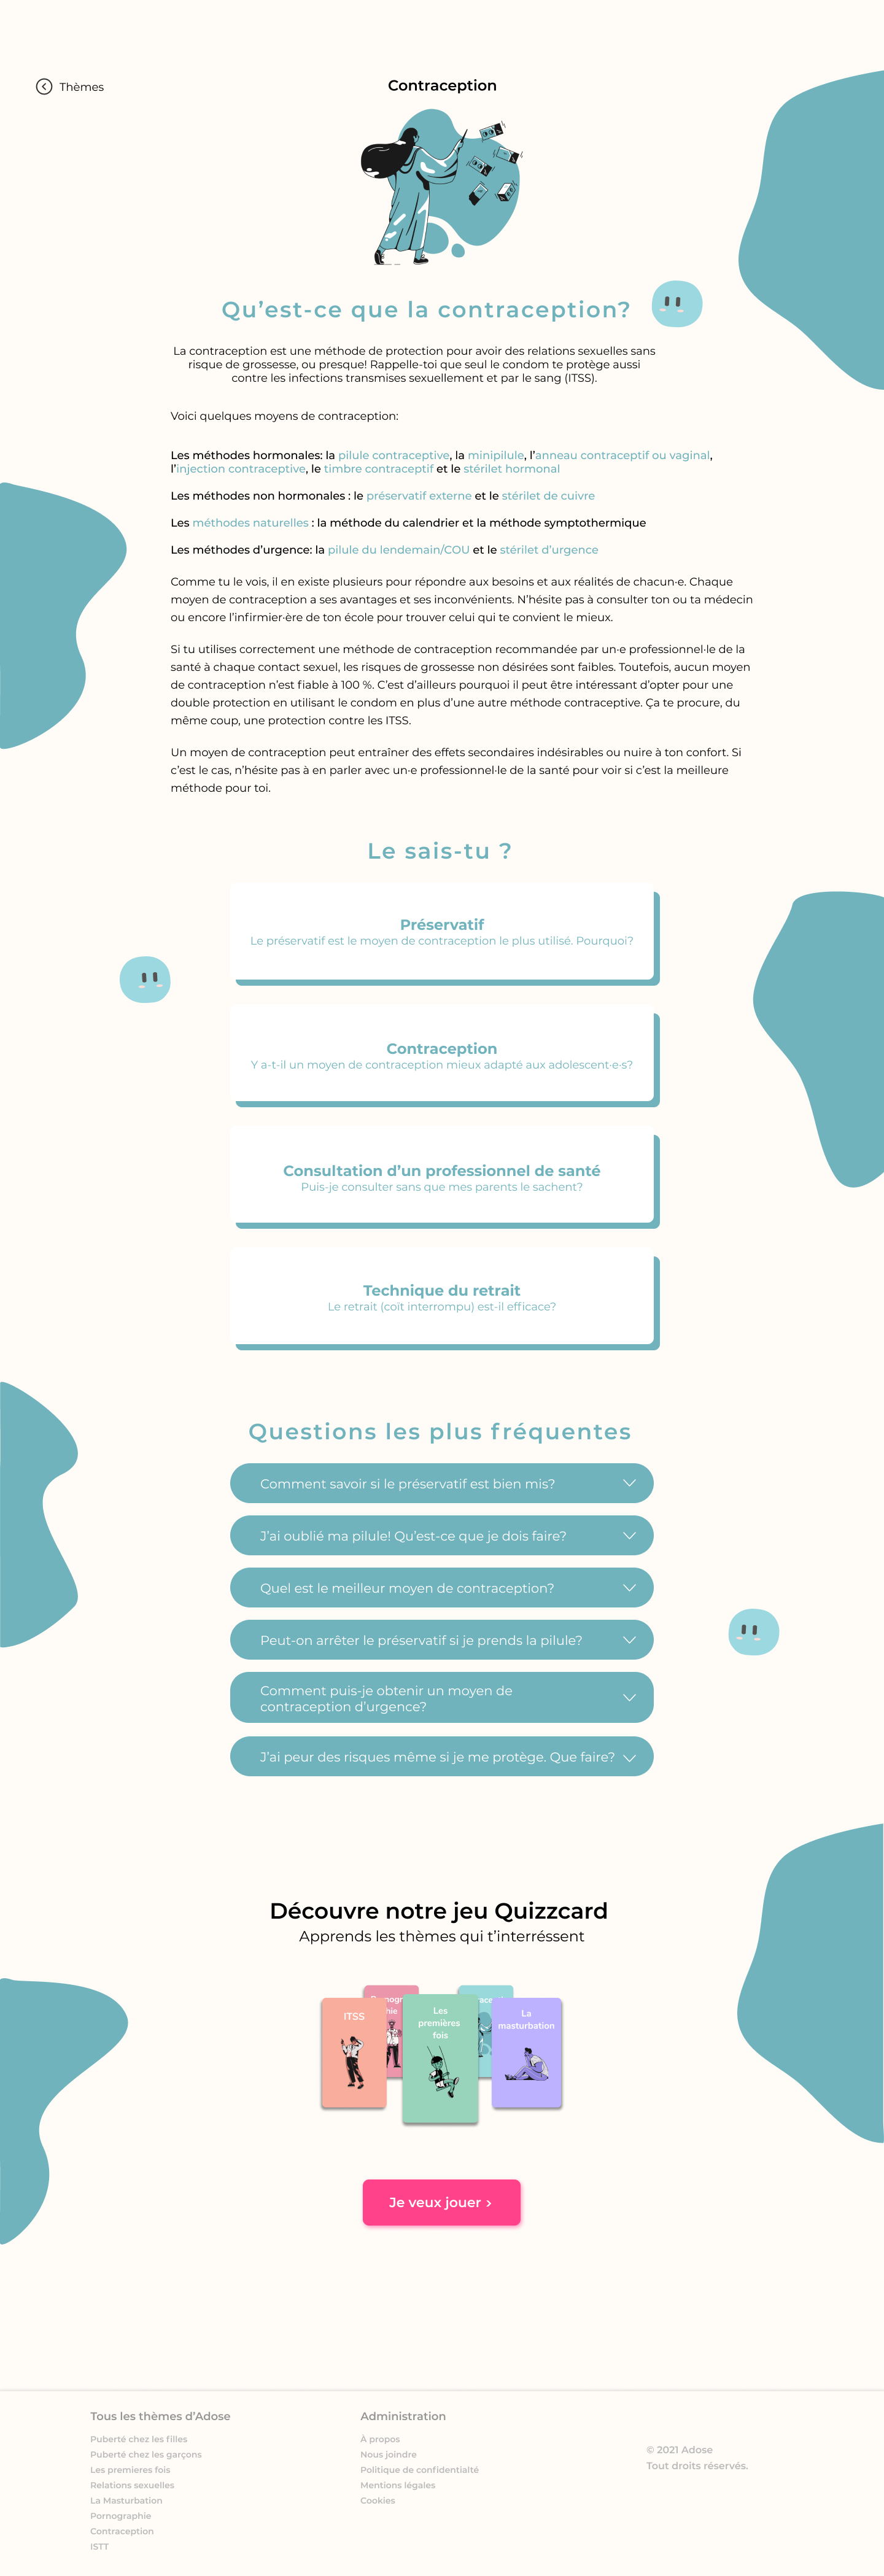 Thèmes
Contraception
Qu’est-ce que la contraception?
La contraception est une méthode de protection pour avoir des relations sexuelles sans
risque de grossesse, ou presque! Rappelle-toi que seul le condom te protège aussi
contre les infections transmises sexuellement et par le sang (ITSS).
Voici quelques moyens de contraception:
Les méthodes hormonales: la pilule contraceptive, la minipilule, l’anneau contraceptif ou vaginal,
l’injection contraceptive, le timbre contraceptif et le stérilet hormonal
Les méthodes non hormonales : le préservatif externe et le stérilet de cuivre
Les méthodes naturelles : la méthode du calendrier et la méthode symptothermique
Les méthodes d’urgence: la pilule du lendemain/COU et le stérilet d’urgence
Comme tu le vois, il en existe plusieurs pour répondre aux besoins et aux réalités de chacun·e. Chaque
moyen de contraception a ses avantages et ses inconvénients. N’hésite pas à consulter ton ou ta médecin
ou encore l’infirmier·ère de ton école pour trouver celui qui te convient le mieux.
Si tu utilises correctement une méthode de contraception recommandée par un·e professionnel·le de la
santé à chaque contact sexuel, les risques de grossesse non désirées sont faibles. Toutefois, aucun moyen
de contraception n’est fiable à 100 %. C’est d’ailleurs pourquoi il peut être intéressant d’opter pour une
double protection en utilisant le condom en plus d’une autre méthode contraceptive. Ça te procure, du
même coup, une protection contre les ITSS.
Un moyen de contraception peut entraîner des effets secondaires indésirables ou nuire à ton confort. Si
c’est le cas, n’hésite pas à en parler avec un·e professionnel·le de la santé pour voir si c’est la meilleure
méthode pour toi.
Le sais-tu ?
Préservatif
Le préservatif est le moyen de contraception le plus utilisé. Pourquoi?
Contraception
Y a-t-il un moyen de contraception mieux adapté aux adolescent·e·s?
Consultation d’un professionnel de santé
Puis-je consulter sans que mes parents le sachent?
Technique du retrait
Le retrait (coït interrompu) est-il efficace?
Questions les plus fréquentes
Comment savoir si le préservatif est bien mis?
J’ai oublié ma pilule! Qu’est-ce que je dois faire?
Quel est le meilleur moyen de contraception?
Peut-on arrêter le préservatif si je prends la pilule?
Comment puis-je obtenir un moyen de
contraception d’urgence?
J’ai peur des risques même si je me protège. Que faire?
Découvre notre jeu Quizzcard
Apprends les thèmes qui t’interréssent
ITSS
Les
premières
fois
La
masturbation
Je veux jouer ›
Tous les thèmes d’Adose
Puberté chez les filles
Puberté chez les garçons
Les premieres fois
Relations sexuelles
La Masturbation
Pornographie
Contraception
ISTT
Administration
À propos
Nous joindre
Politique de confidentialté
Mentions légales
Cookies
© 2021 Adose
Tout droits réservés.